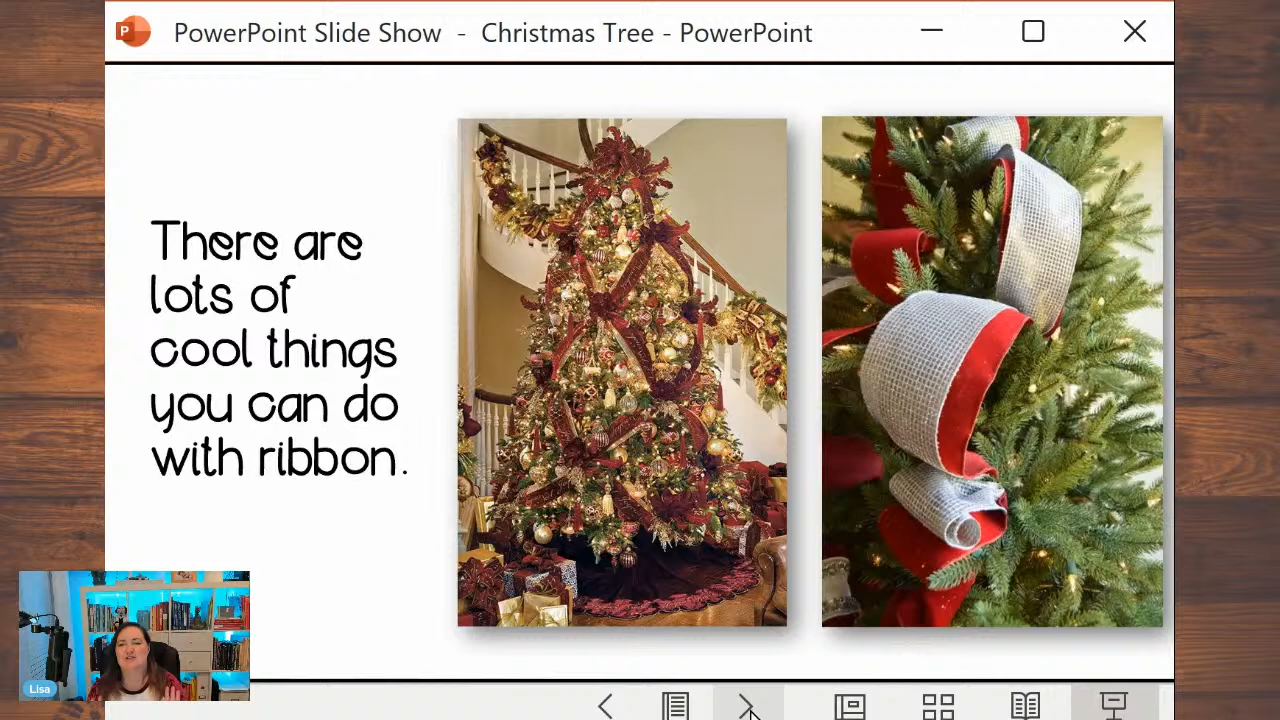 P PowerPoint Slide Show - Christmas Tree - PowerPoint
There are
lots of
cool things
you can do
with ribbon.
Lisa